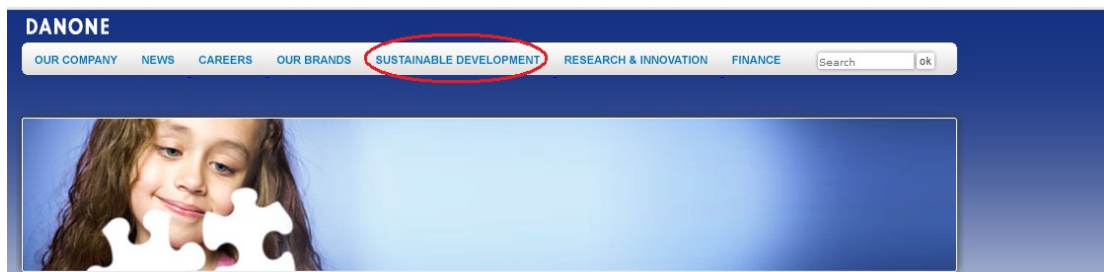 DANONE
OUR COMPANY NEWS CAREERS OUR BRANDS SUSTAINABLE DEVELOPMENT RESEARCH & INNOVATION FINANCE Search ok